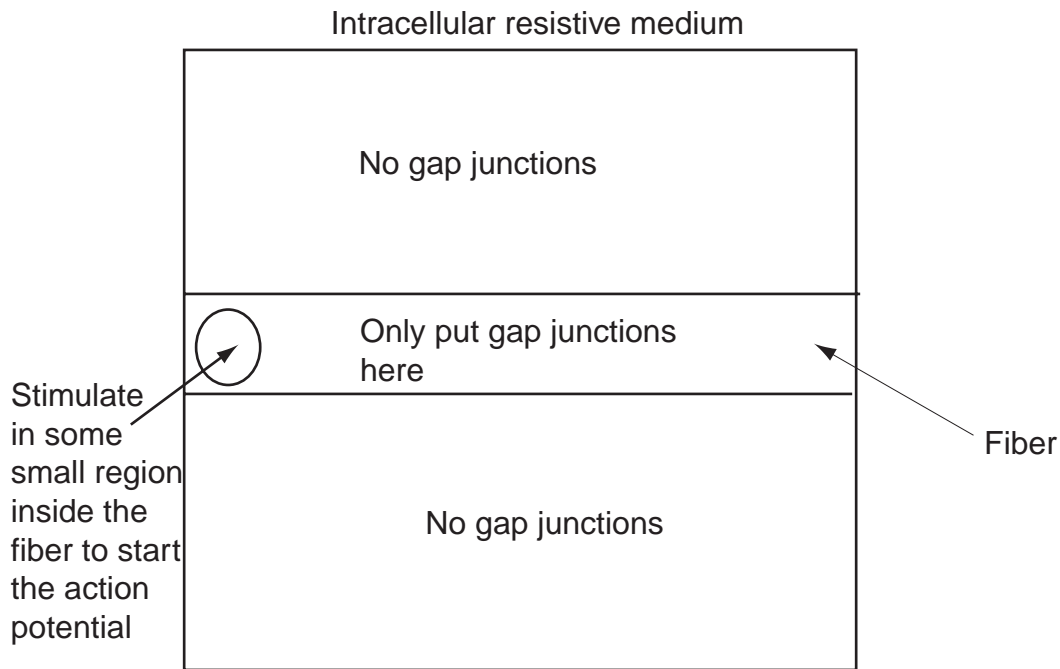 Intracellular resistive medium
No gap junctions
Only put gap junctions
here
Stimulate
in some
small region
inside the
fiber to start
the action
potential
Fiber
No gap junctions